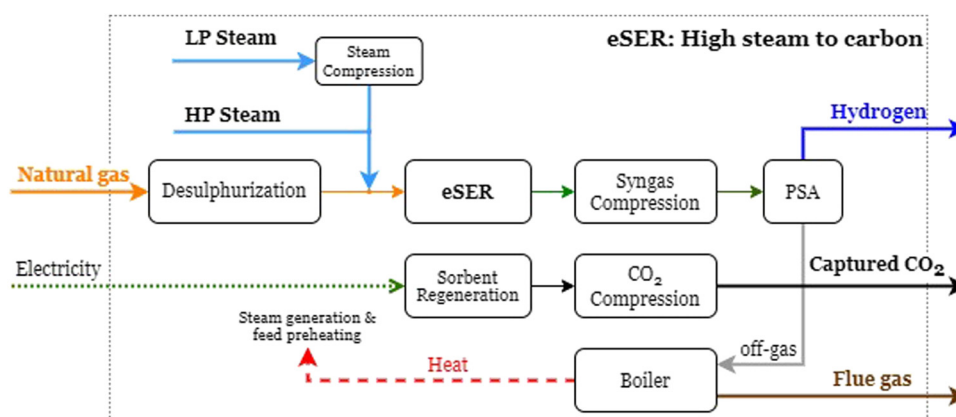 LP Steam
Steam
Compression
eSER: High steam to carbon
HP Steam
Hydrogen
Natural gas
Desulphurization
eSER
Syngas
Compression
PSA
Electricity
Sorbent
Regeneration
CO₂
Compression
Captured CO₂
Steam generation &
feed preheating
Heat
Boiler
off-gas
Flue gas